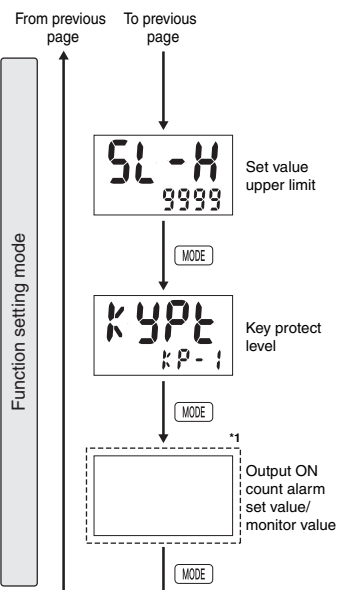 From previous
page
To previous
page
SL-H
9999
Set value
upper limit
MODE
Function setting mode
KYPt
KP-1
Key protect
level
MODE
*1
Output ON
count alarm
set value/
monitor value
MODE